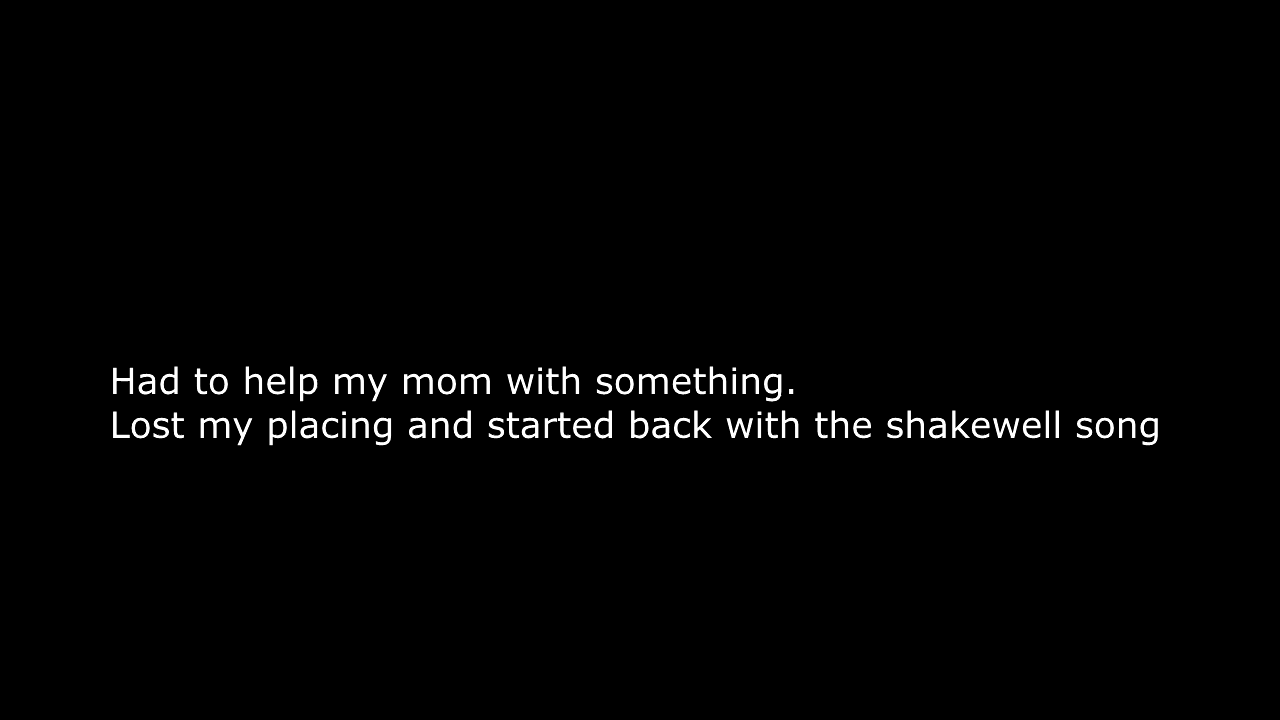 Had to help my mom with something.
Lost my placing and started back with the shakewell song